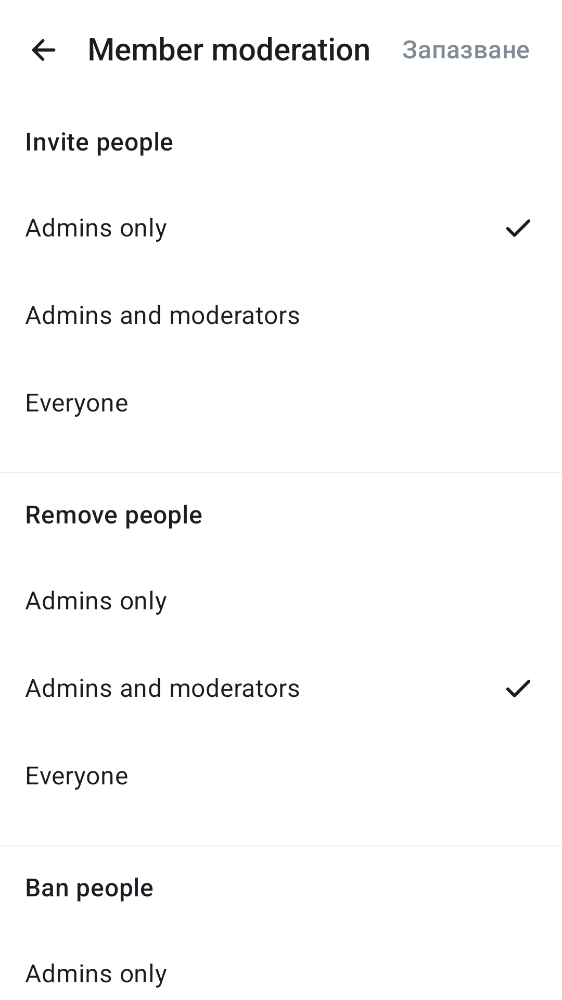 Member moderation Запазване
Invite people
Admins only
Admins and moderators
Everyone
Remove people
Admins only
Admins and moderators
Everyone
Ban people
Admins only